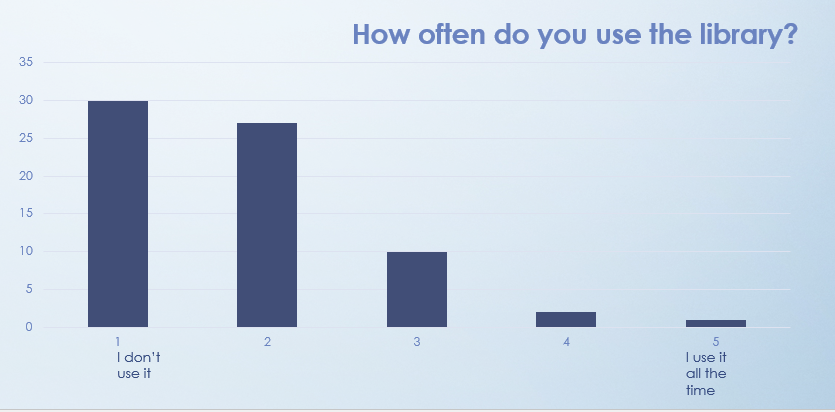 How often do you use the library?
35
30
25
20
15
10
5
0
1 2 3 4 5
I don't
use it
I use it
all the
time